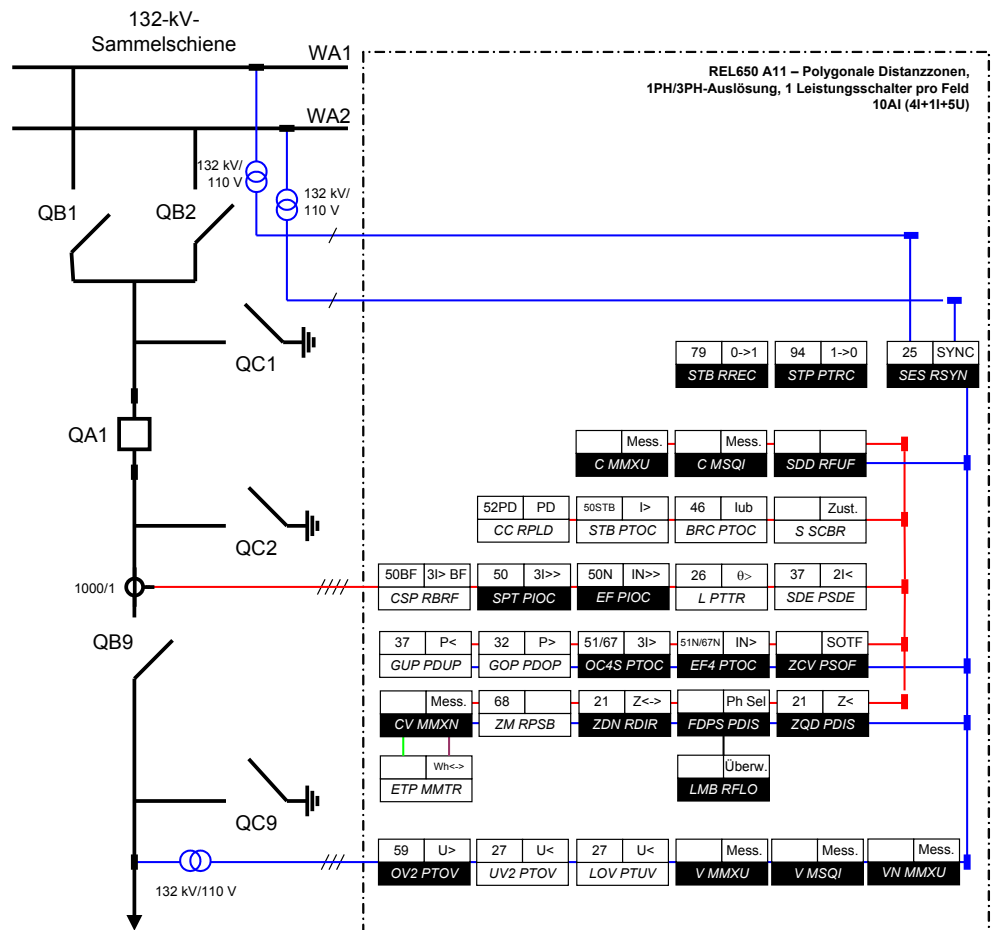 132-kV-
Sammelschiene
WA1
WA2
REL650 A11 – Polygonale Distanzzonen,
1PH/3PH-Auslösung, 1 Leistungsschalter pro Feld
10AI (4I+1I+5U)
132 kV/
110 V
132 kV/
110 V
QB1
QB2
QC1
79 0->1
STB RREC
94 1->0
STP PTRC
25 SYNC
SES RSYN
QA1
Mess.
C MMXU
Mess.
C MSQI
SDD RFUF
52PD PD
CC RPLD
50STB I>
STB PTOC
46 Iub
BRC PTOC
Zust.
S SCBR
QC2
1000/1
50BF 3I> BF
CSP RBRF
50 3I>>
SPT PIOC
50N IN>>
EF PIOC
26 θ>
L PTTR
37 2I<
SDE PSDE
QB9
37 P<
GUP PDUP
32 P>
GOP PDOP
51/67 3I>
OC4S PTOC
51N/67N IN>
EF4 PTOC
SOTF
ZCV PSOF
Mess.
CV MMXN
68
ZM RPSB
21 Z<->
ZDN RDIR
Ph Sel
FDPS PDIS
21 Z<
ZQD PDIS
Wh<->
ETP MMTR
Überw.
LMB RFLO
QC9
132 kV/110 V
59 U>
OV2 PTOV
27 U<
UV2 PTOV
27 U<
LOV PTUV
Mess.
V MMXU
Mess.
V MSQI
Mess.
VN MMXU